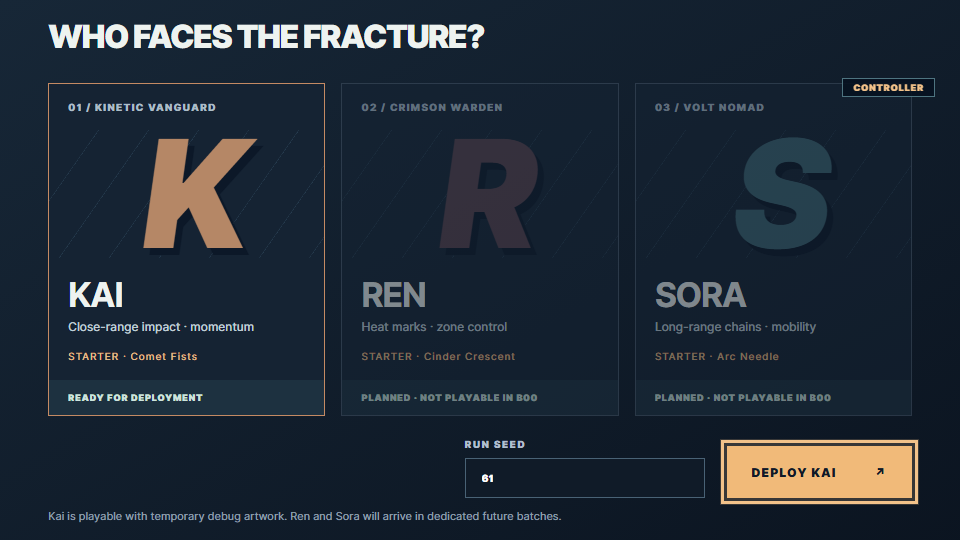 WHO FACES THE FRACTURE?
CONTROLLER
01 / KINETIC VANGUARD
K
KAI
Close-range impact · momentum
STARTER · Comet Fists
READY FOR DEPLOYMENT
02 / CRIMSON WARDEN
R
REN
Heat marks · zone control
STARTER · Cinder Crescent
PLANNED · NOT PLAYABLE IN B00
03 / VOLT NOMAD
S
SORA
Long-range chains · mobility
STARTER · Arc Needle
PLANNED · NOT PLAYABLE IN B00
RUN SEED
61
DEPLOY KAI ↗
Kai is playable with temporary debug artwork. Ren and Sora will arrive in dedicated future batches.